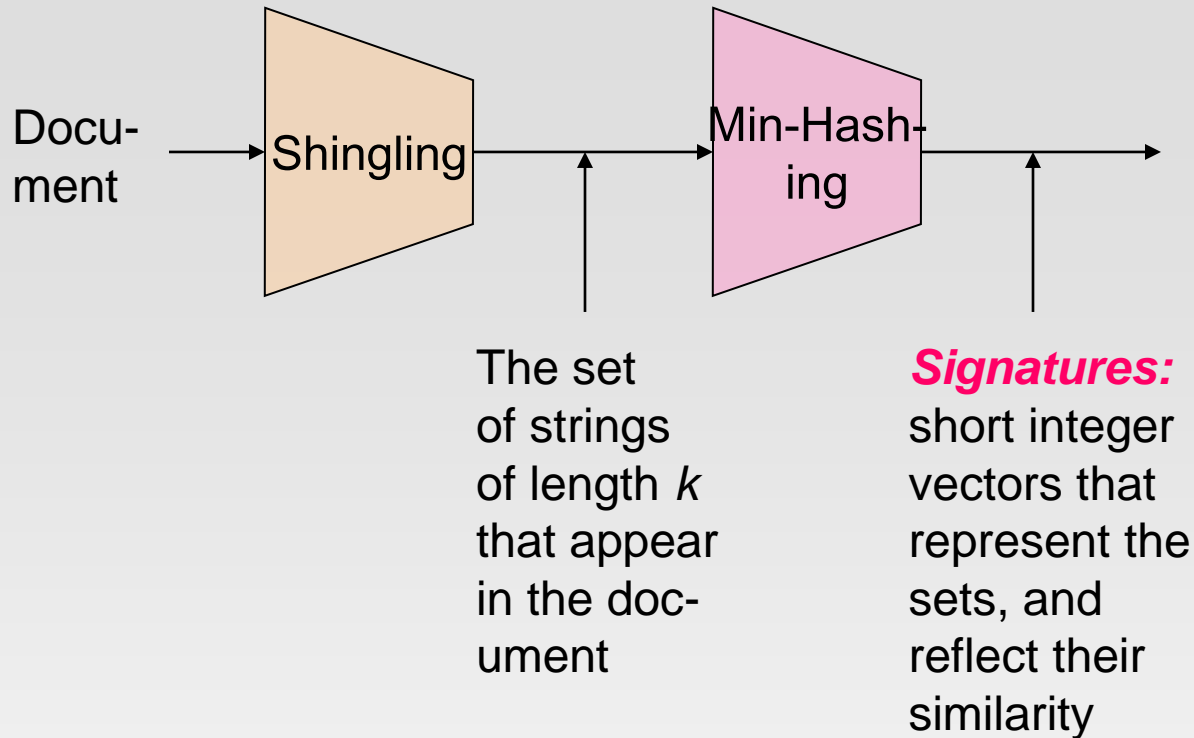 Docu-
ment
Shingling
Min-Hash-
ing
The set
of strings
of length k
that appear
in the doc-
ument
Signatures:
short integer
vectors that
represent the
sets, and
reflect their
similarity